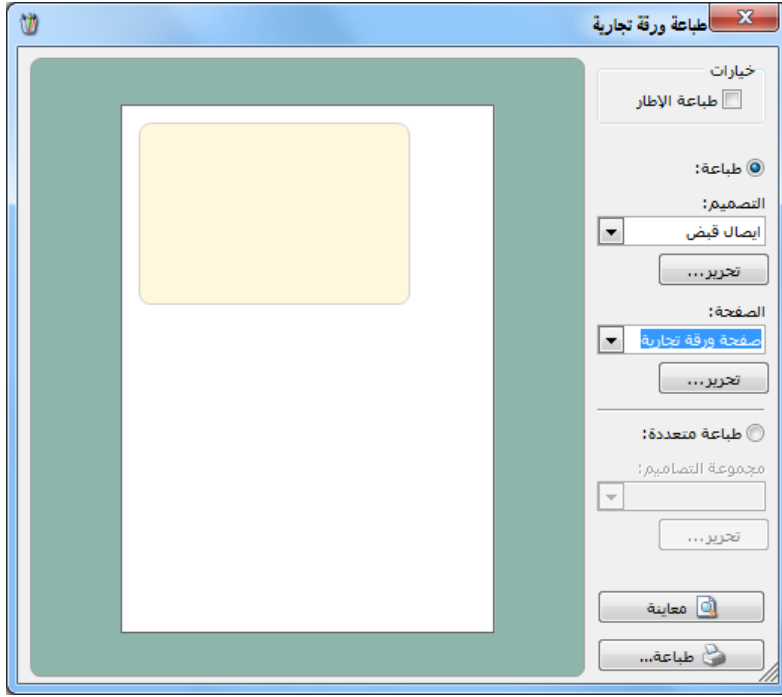 طباعة ورقة تجارية
خيارات
طباعة الإطار
طباعة:
التصميم:
ايصال قبض
تحرير...
الصفحة:
صفحة ورقة تجارية
تحرير...
طباعة متعددة:
مجموعة التصاميم:
تحرير...
معاينة
طباعة...